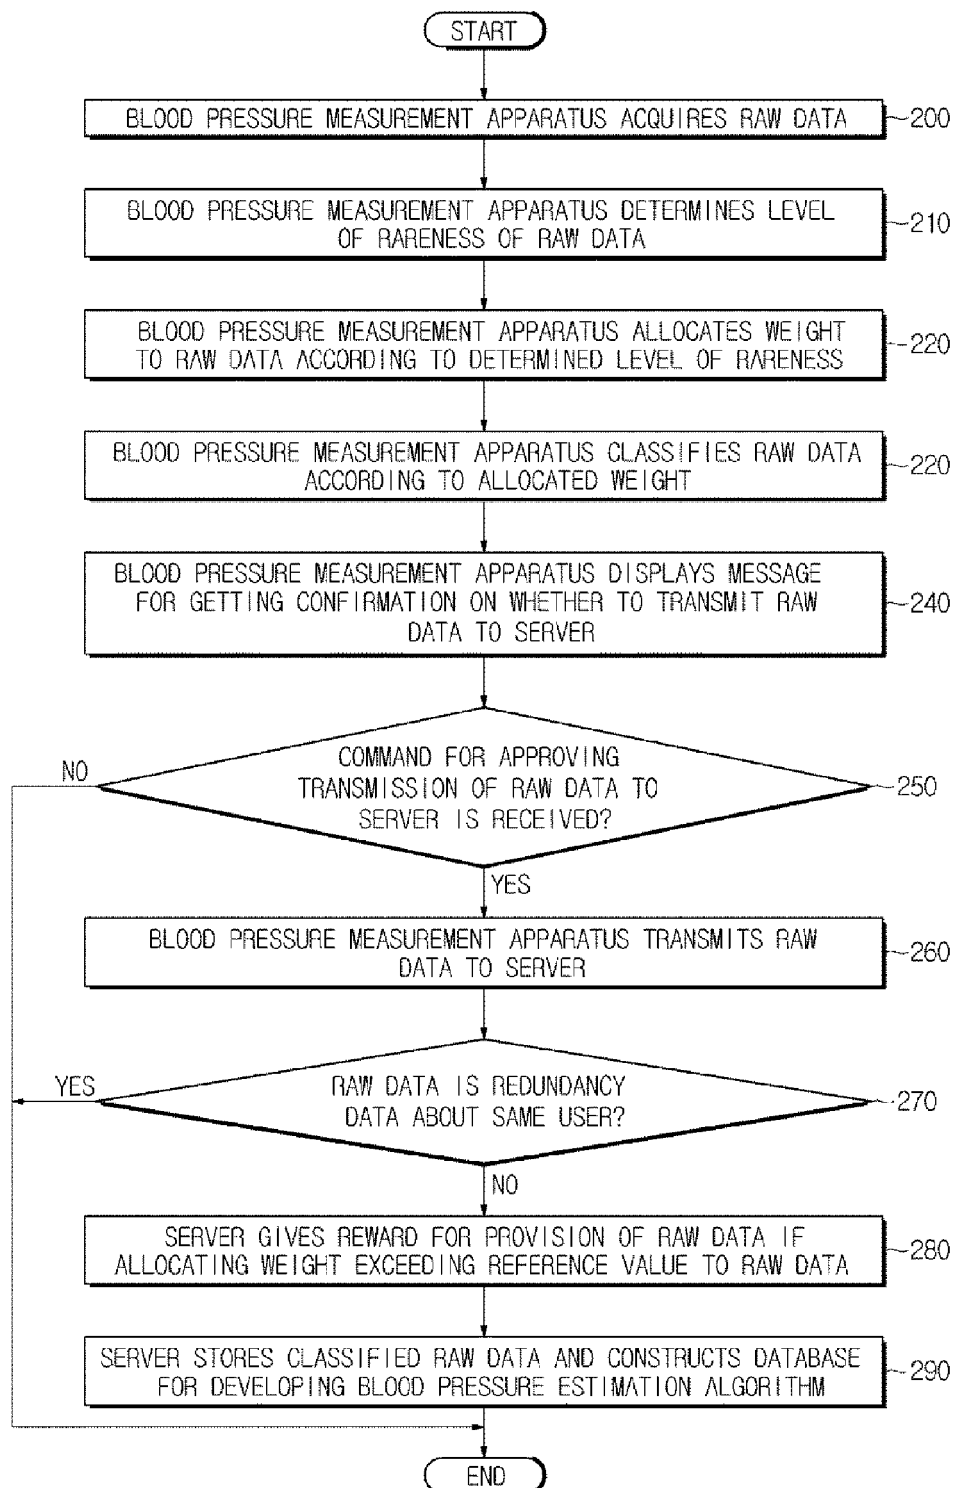 START
BLOOD PRESSURE MEASUREMENT APPARATUS ACQUIRES RAW DATA
200
BLOOD PRESSURE MEASUREMENT APPARATUS DETERMINES LEVEL
OF RARENESS OF RAW DATA
210
BLOOD PRESSURE MEASUREMENT APPARATUS ALLOCATES WEIGHT
TO RAW DATA ACCORDING TO DETERMINED LEVEL OF RARENESS
220
BLOOD PRESSURE MEASUREMENT APPARATUS CLASSIFIES RAW DATA
ACCORDING TO ALLOCATED WEIGHT
220
BLOOD PRESSURE MEASUREMENT APPARATUS DISPLAYS MESSAGE
FOR GETTING CONFIRMATION ON WHETHER TO TRANSMIT RAW
DATA TO SERVER
240
COMMAND FOR APPROVING
TRANSMISSION OF RAW DATA TO
SERVER IS RECEIVED?
NO
250
YES
BLOOD PRESSURE MEASUREMENT APPARATUS TRANSMITS RAW
DATA TO SERVER
260
RAW DATA IS REDUNDANCY
DATA ABOUT SAME USER?
YES
270
NO
SERVER GIVES REWARD FOR PROVISION OF RAW DATA IF
ALLOCATING WEIGHT EXCEEDING REFERENCE VALUE TO RAW DATA
280
SERVER STORES CLASSIFIED RAW DATA AND CONSTRUCTS DATABASE
FOR DEVELOPING BLOOD PRESSURE ESTIMATION ALGORITHM
290
END